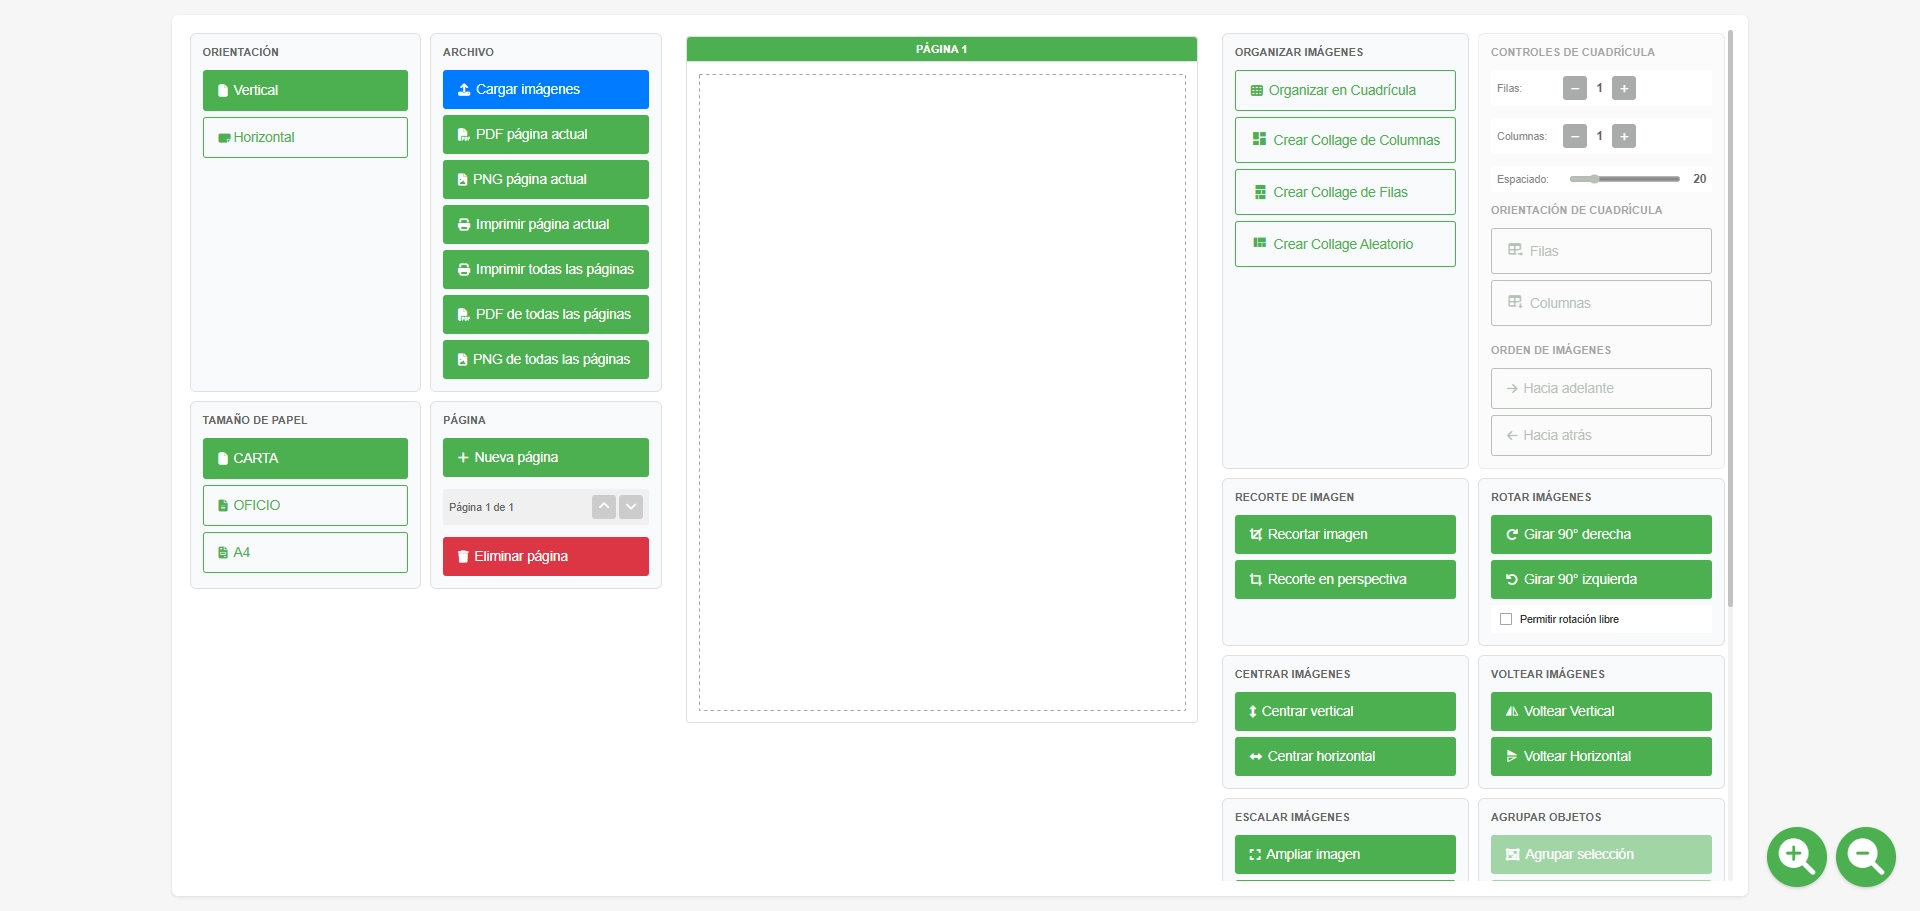 ORIENTACIÓN
Vertical
Horizontal
ARCHIVO
Cargar imágenes
PDF página actual
PNG página actual
Imprimir página actual
Imprimir todas las páginas
PDF de todas las páginas
PNG de todas las páginas
TAMAÑO DE PAPEL
CARTA
OFICIO
A4
PÁGINA
Nueva página
Página 1 de 1
Eliminar página
PÁGINA 1
ORGANIZAR IMÁGENES
Organizar en Cuadrícula
Crear Collage de Columnas
Crear Collage de Filas
Crear Collage Aleatorio
CONTROLES DE CUADRÍCULA
Filas: − 1 +
Columnas: − 1 +
Espaciado: 20
ORIENTACIÓN DE CUADRÍCULA
Filas
Columnas
ORDEN DE IMÁGENES
Hacia adelante
Hacia atrás
RECORTE DE IMAGEN
Recortar imagen
Recorte en perspectiva
ROTAR IMÁGENES
Girar 90° derecha
Girar 90° izquierda
Permitir rotación libre
CENTRAR IMÁGENES
Centrar vertical
Centrar horizontal
VOLTEAR IMÁGENES
Voltear Vertical
Voltear Horizontal
ESCALAR IMÁGENES
Ampliar imagen
AGRUPAR OBJETOS
Agrupar selección